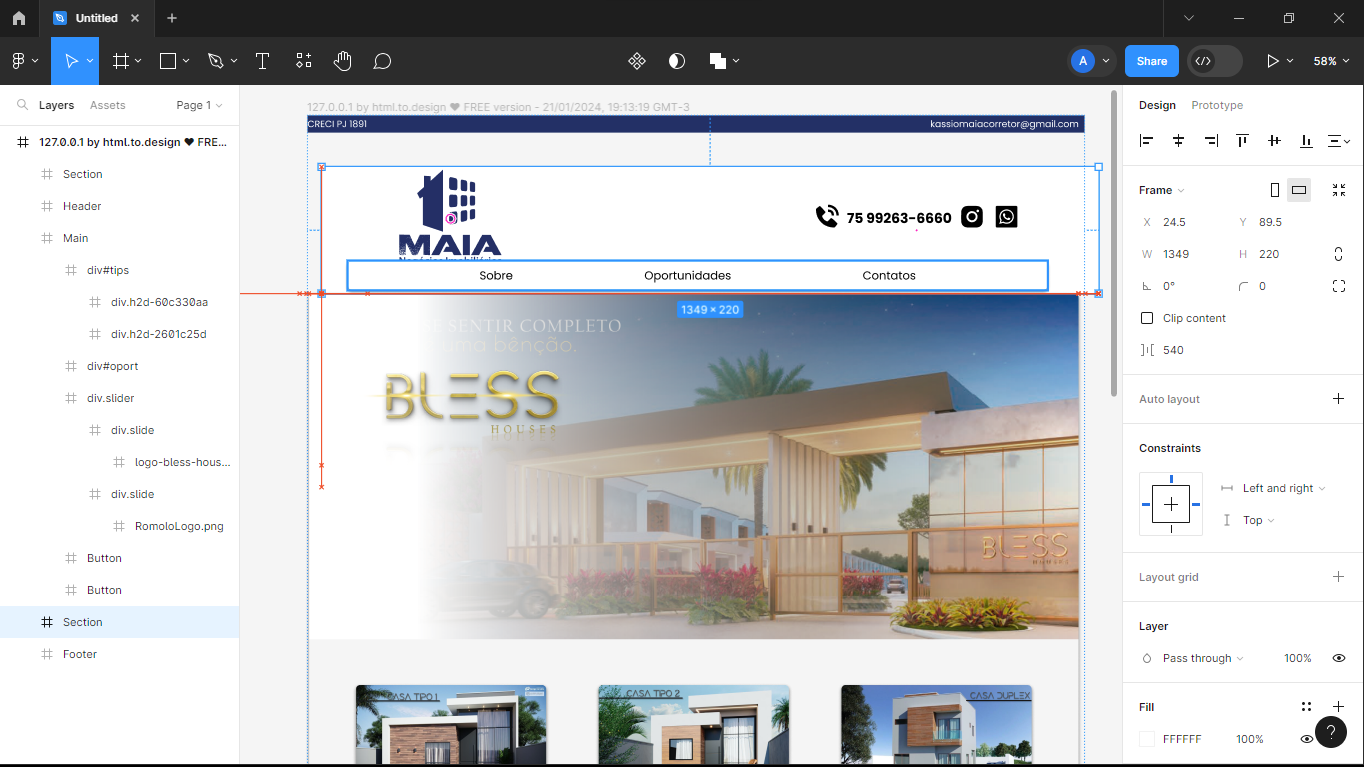 Untitled
A
Share
58%
Layers
Assets
Page 1
127.0.0.1 by html.to.design ❤ FRE...
Section
Header
Main
div#tips
div.h2d-60c330aa
div.h2d-2601c25d
div#oport
div.slider
div.slide
logo-bless-hous...
div.slide
RomoloLogo.png
Button
Button
Section
Footer
127.0.0.1 by html.to.design ❤ FREE version - 21/01/2024, 19:13:19 GMT-3
CRECI PJ 1891
kassiomaiacorretor@gmail.com
MAIA
75 99263-6660
Sobre
Oportunidades
Contatos
1349 × 220
SENTIR COMPLETO
uma bênção.
BLESS
HOUSES
BLESS
HOUSES
CASA TIPO 1
CASA TIPO 2
CASA DUPLEX
Design
Prototype
Frame
X 24.5
Y 89.5
W 1349
H 220
0°
0
Clip content
540
Auto layout
Constraints
Left and right
Top
Layout grid
Layer
Pass through
100%
Fill
FFFFFF
100%
?